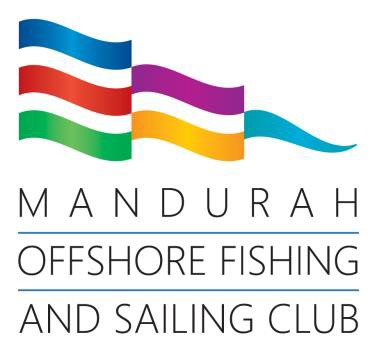 MANDURAH
OFFSHORE FISHING
AND SAILING CLUB